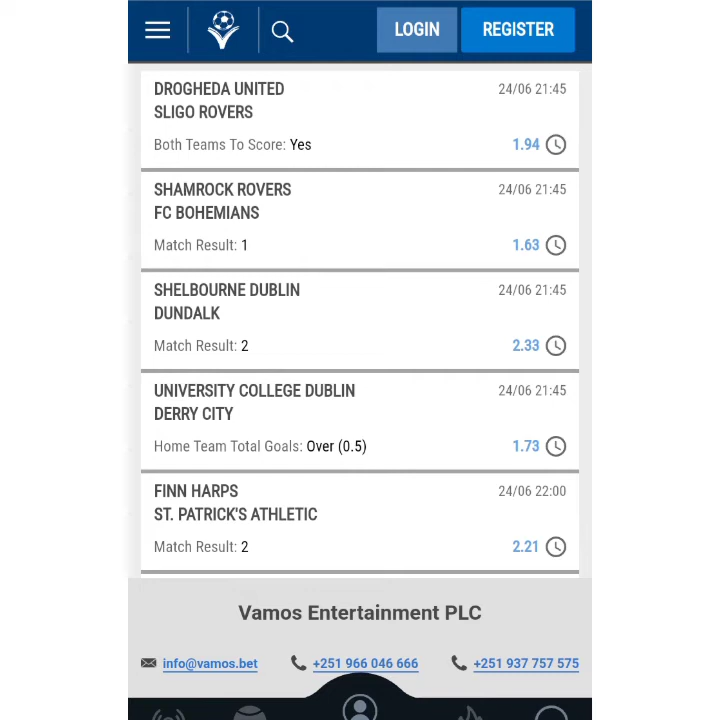 LOGIN REGISTER
DROGHEDA UNITED 24/06 21:45
SLIGO ROVERS
Both Teams To Score: Yes 1.94
SHAMROCK ROVERS 24/06 21:45
FC BOHEMIANS
Match Result: 1 1.63
SHELBOURNE DUBLIN 24/06 21:45
DUNDALK
Match Result: 2 2.33
UNIVERSITY COLLEGE DUBLIN 24/06 21:45
DERRY CITY
Home Team Total Goals: Over (0.5) 1.73
FINN HARPS 24/06 22:00
ST. PATRICK'S ATHLETIC
Match Result: 2 2.21
Vamos Entertainment PLC
info@vamos.bet +251 966 046 666 +251 937 757 575